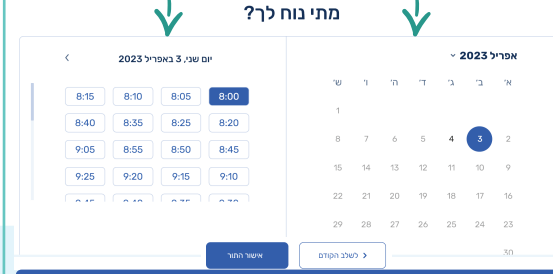 מתי נוח לך?
אפריל 2023
א' ב' ג' ד' ה' ו' ש'
1
2 3 4 5 6 7 8
9 10 11 12 13 14 15
16 17 18 19 20 21 22
23 24 25 26 27 28 29
30
יום שני, 3 באפריל 2023
8:00 8:05 8:10 8:15
8:20 8:25 8:35 8:40
8:45 8:50 8:55 9:05
9:10 9:15 9:20 9:25
לשלב הקודם
אישור התור